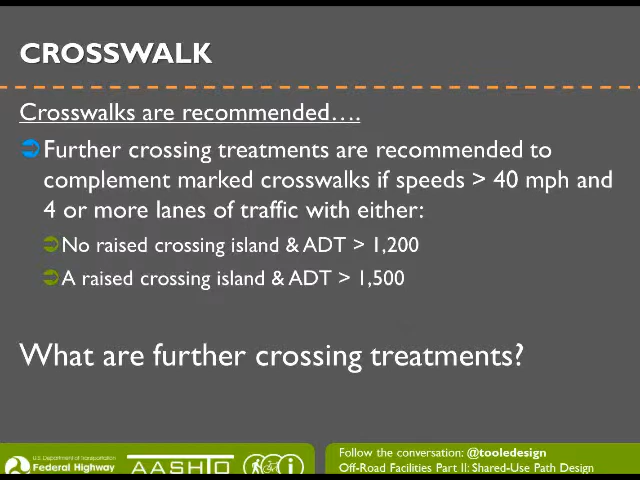 CROSSWALK
Crosswalks are recommended….
Further crossing treatments are recommended to
complement marked crosswalks if speeds > 40 mph and
4 or more lanes of traffic with either:
No raised crossing island & ADT > 1,200
A raised crossing island & ADT > 1,500
What are further crossing treatments?
U.S. Department of Transportation
Federal Highway
AASHTO
Follow the conversation: @tooledesign
Off-Road Facilities Part II: Shared-Use Path Design